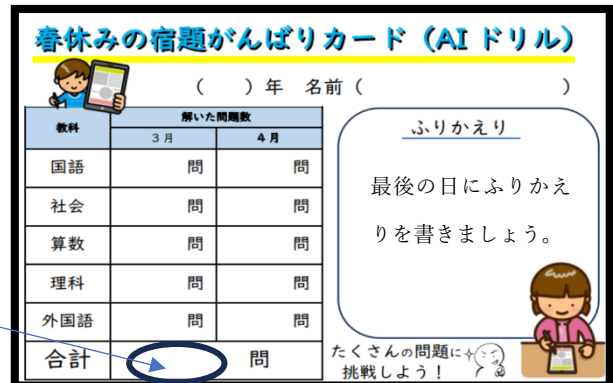 春休みの宿題がんばりカード（AIドリル）
（　　）年 名前（　　　　　　　　）
教科
解いた問題数
3月 4月
国語 問 問
社会 問 問
算数 問 問
理科 問 問
外国語 問 問
合計 問
ふりかえり
最後の日にふりかえ
りを書きましょう。
たくさんの問題に
挑戦しよう！